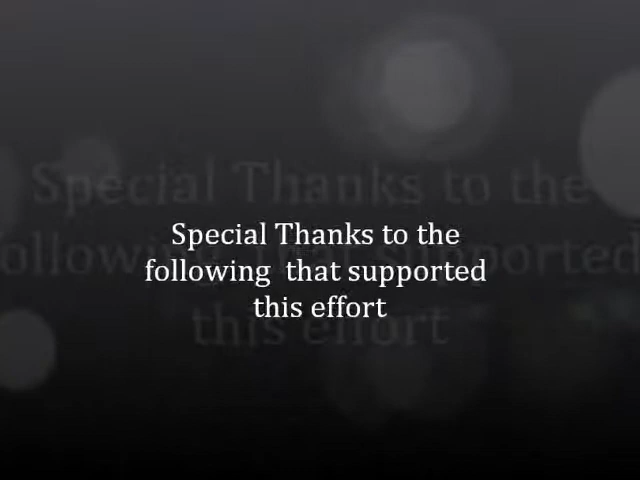 Special Thanks to the
following  that supported
this effort